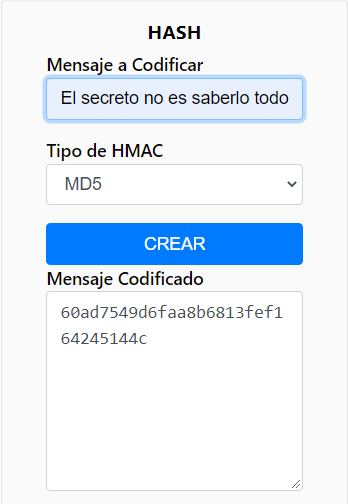 HASH
Mensaje a Codificar
El secreto no es saberlo todo
Tipo de HMAC
MD5
CREAR
Mensaje Codificado
60ad7549d6faa8b6813fef1
64245144c